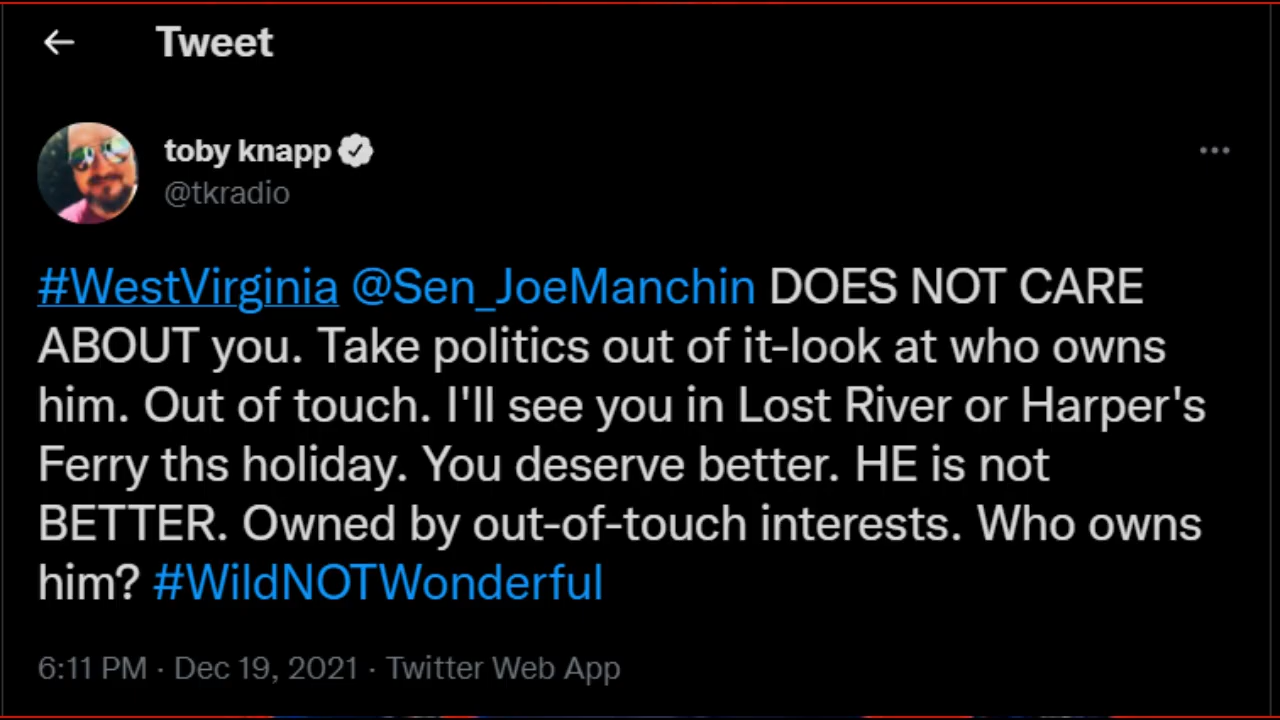 Tweet
toby knapp
@tkradio
#WestVirginia @Sen_JoeManchin DOES NOT CARE
ABOUT you. Take politics out of it-look at who owns
him. Out of touch. I'll see you in Lost River or Harper's
Ferry ths holiday. You deserve better. HE is not
BETTER. Owned by out-of-touch interests. Who owns
him? #WildNOTWonderful
6:11 PM · Dec 19, 2021 · Twitter Web App